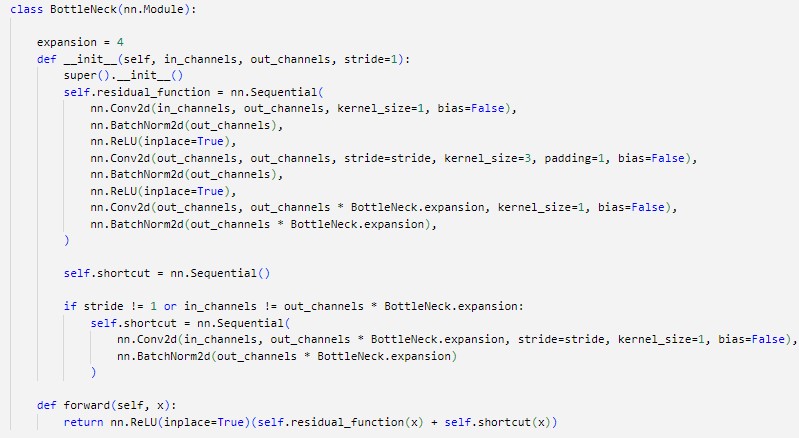 class BottleNeck(nn.Module):
expansion = 4
def __init__(self, in_channels, out_channels, stride=1):
super().__init__()
self.residual_function = nn.Sequential(
nn.Conv2d(in_channels, out_channels, kernel_size=1, bias=False),
nn.BatchNorm2d(out_channels),
nn.ReLU(inplace=True),
nn.Conv2d(out_channels, out_channels, stride=stride, kernel_size=3, padding=1, bias=False),
nn.BatchNorm2d(out_channels),
nn.ReLU(inplace=True),
nn.Conv2d(out_channels, out_channels * BottleNeck.expansion, kernel_size=1, bias=False),
nn.BatchNorm2d(out_channels * BottleNeck.expansion),
)
self.shortcut = nn.Sequential()
if stride != 1 or in_channels != out_channels * BottleNeck.expansion:
self.shortcut = nn.Sequential(
nn.Conv2d(in_channels, out_channels * BottleNeck.expansion, stride=stride, kernel_size=1, bias=False),
nn.BatchNorm2d(out_channels * BottleNeck.expansion)
)
def forward(self, x):
return nn.ReLU(inplace=True)(self.residual_function(x) + self.shortcut(x))